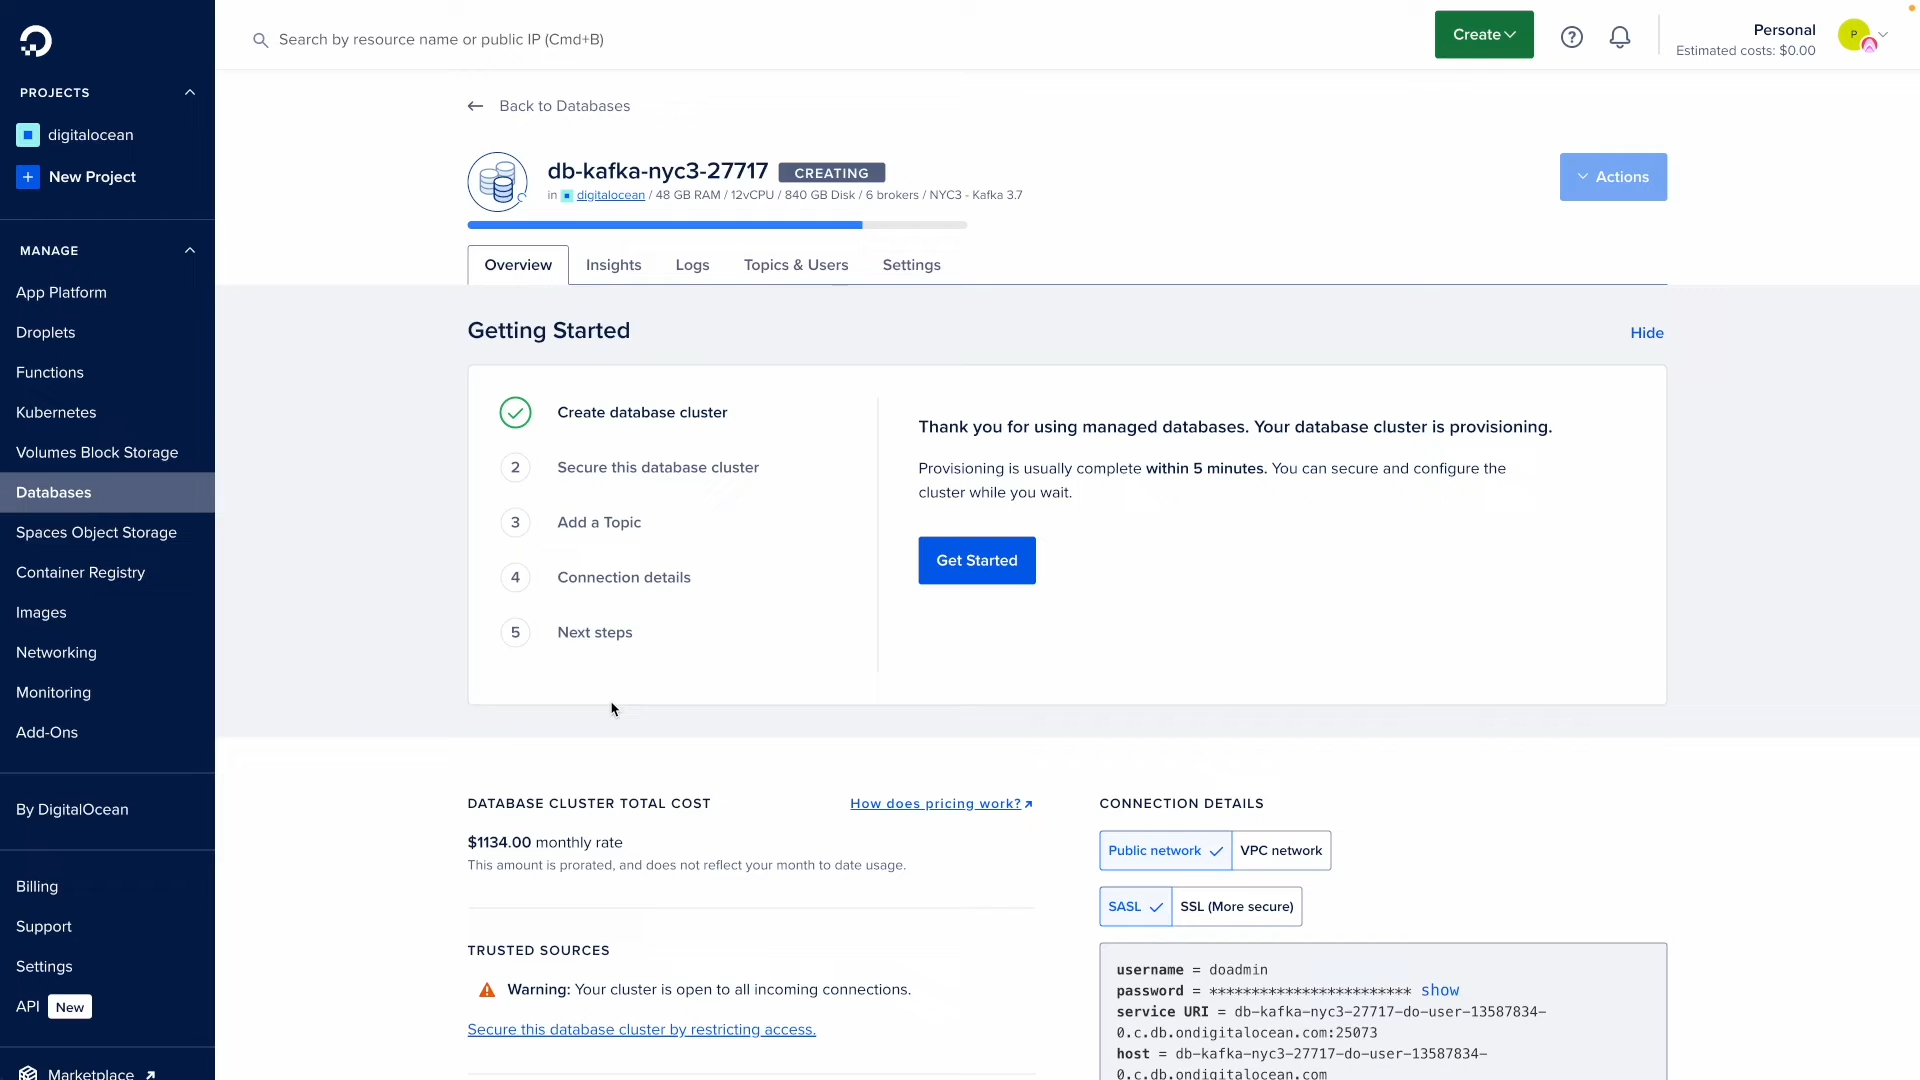 Search by resource name or public IP (Cmd+B)
Create
Personal
Estimated costs: $0.00
P
PROJECTS
digitalocean
New Project
MANAGE
App Platform
Droplets
Functions
Kubernetes
Volumes Block Storage
Databases
Spaces Object Storage
Container Registry
Images
Networking
Monitoring
Add-Ons
By DigitalOcean
Billing
Support
Settings
API New
Marketplace
Back to Databases
db-kafka-nyc3-27717 CREATING
in digitalocean / 48 GB RAM / 12vCPU / 840 GB Disk / 6 brokers / NYC3 - Kafka 3.7
Actions
Overview Insights Logs Topics & Users Settings
Getting Started
Hide
Create database cluster
2 Secure this database cluster
3 Add a Topic
4 Connection details
5 Next steps
Thank you for using managed databases. Your database cluster is provisioning.
Provisioning is usually complete within 5 minutes. You can secure and configure the
cluster while you wait.
Get Started
DATABASE CLUSTER TOTAL COST
How does pricing work?
$1134.00 monthly rate
This amount is prorated, and does not reflect your month to date usage.
TRUSTED SOURCES
Warning: Your cluster is open to all incoming connections.
Secure this database cluster by restricting access.
CONNECTION DETAILS
Public network VPC network
SASL SSL (More secure)
username = doadmin
password = ************************ show
service URI = db-kafka-nyc3-27717-do-user-13587834-
0.c.db.ondigitalocean.com:25073
host = db-kafka-nyc3-27717-do-user-13587834-
0.c.db.ondigitalocean.com